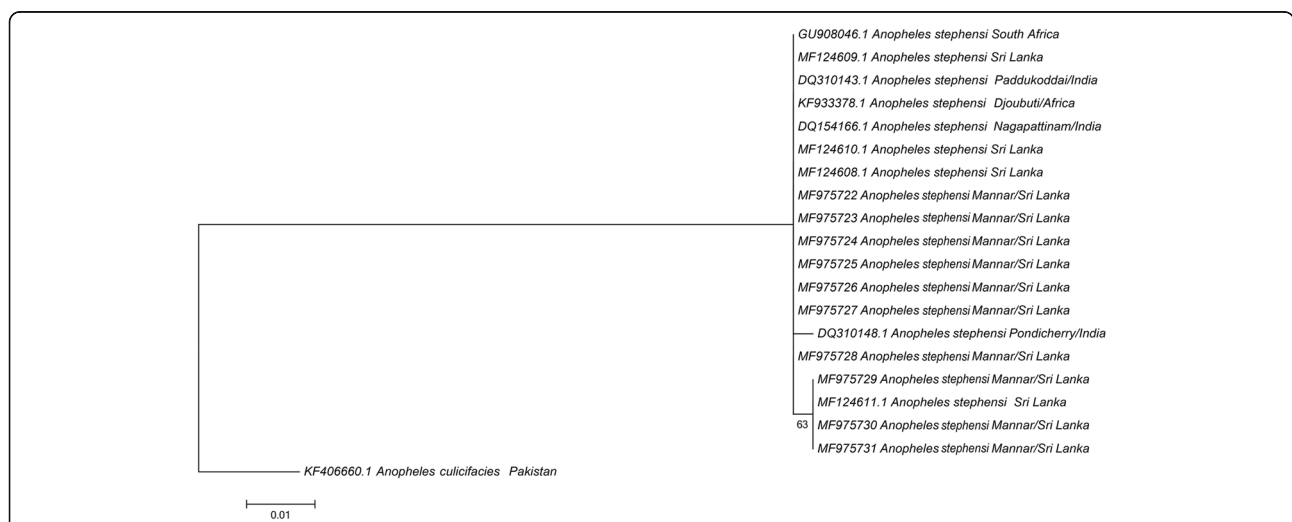 GU908046.1 Anopheles stephensi South Africa
MF124609.1 Anopheles stephensi Sri Lanka
DQ310143.1 Anopheles stephensi Paddukoddai/India
KF933378.1 Anopheles stephensi Djoubuti/Africa
DQ154166.1 Anopheles stephensi Nagapattinam/India
MF124610.1 Anopheles stephensi Sri Lanka
MF124608.1 Anopheles stephensi Sri Lanka
MF975722 Anopheles stephensi Mannar/Sri Lanka
MF975723 Anopheles stephensi Mannar/Sri Lanka
MF975724 Anopheles stephensi Mannar/Sri Lanka
MF975725 Anopheles stephensi Mannar/Sri Lanka
MF975726 Anopheles stephensi Mannar/Sri Lanka
MF975727 Anopheles stephensi Mannar/Sri Lanka
DQ310148.1 Anopheles stephensi Pondicherry/India
MF975728 Anopheles stephensi Mannar/Sri Lanka
MF975729 Anopheles stephensi Mannar/Sri Lanka
MF124611.1 Anopheles stephensi Sri Lanka
63
MF975730 Anopheles stephensi Mannar/Sri Lanka
MF975731 Anopheles stephensi Mannar/Sri Lanka
KF406660.1 Anopheles culicifacies Pakistan
0.01